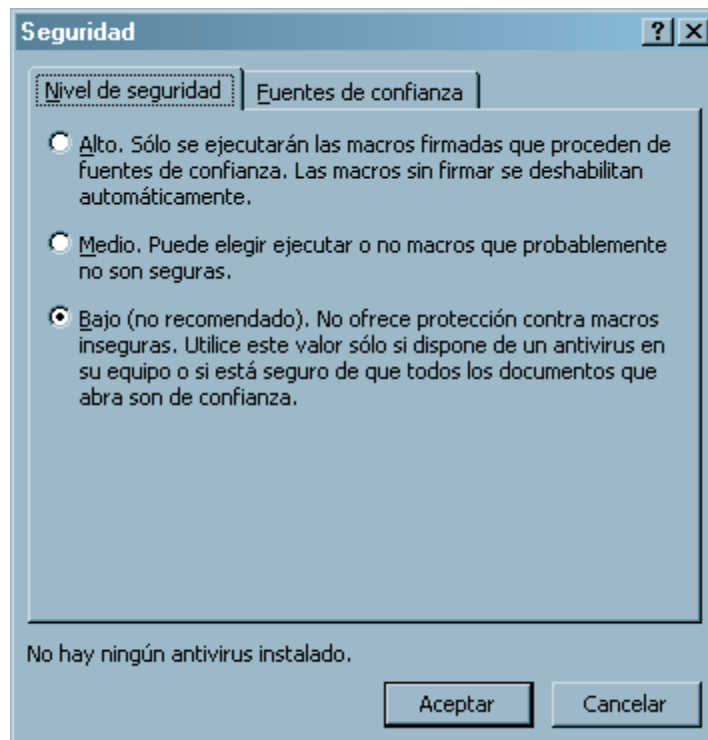 Seguridad
Nivel de seguridad
Fuentes de confianza
Alto. Sólo se ejecutarán las macros firmadas que proceden de
fuentes de confianza. Las macros sin firmar se deshabilitan
automáticamente.
Medio. Puede elegir ejecutar o no macros que probablemente
no son seguras.
Bajo (no recomendado). No ofrece protección contra macros
inseguras. Utilice este valor sólo si dispone de un antivirus en
su equipo o si está seguro de que todos los documentos que
abra son de confianza.
No hay ningún antivirus instalado.
Aceptar
Cancelar